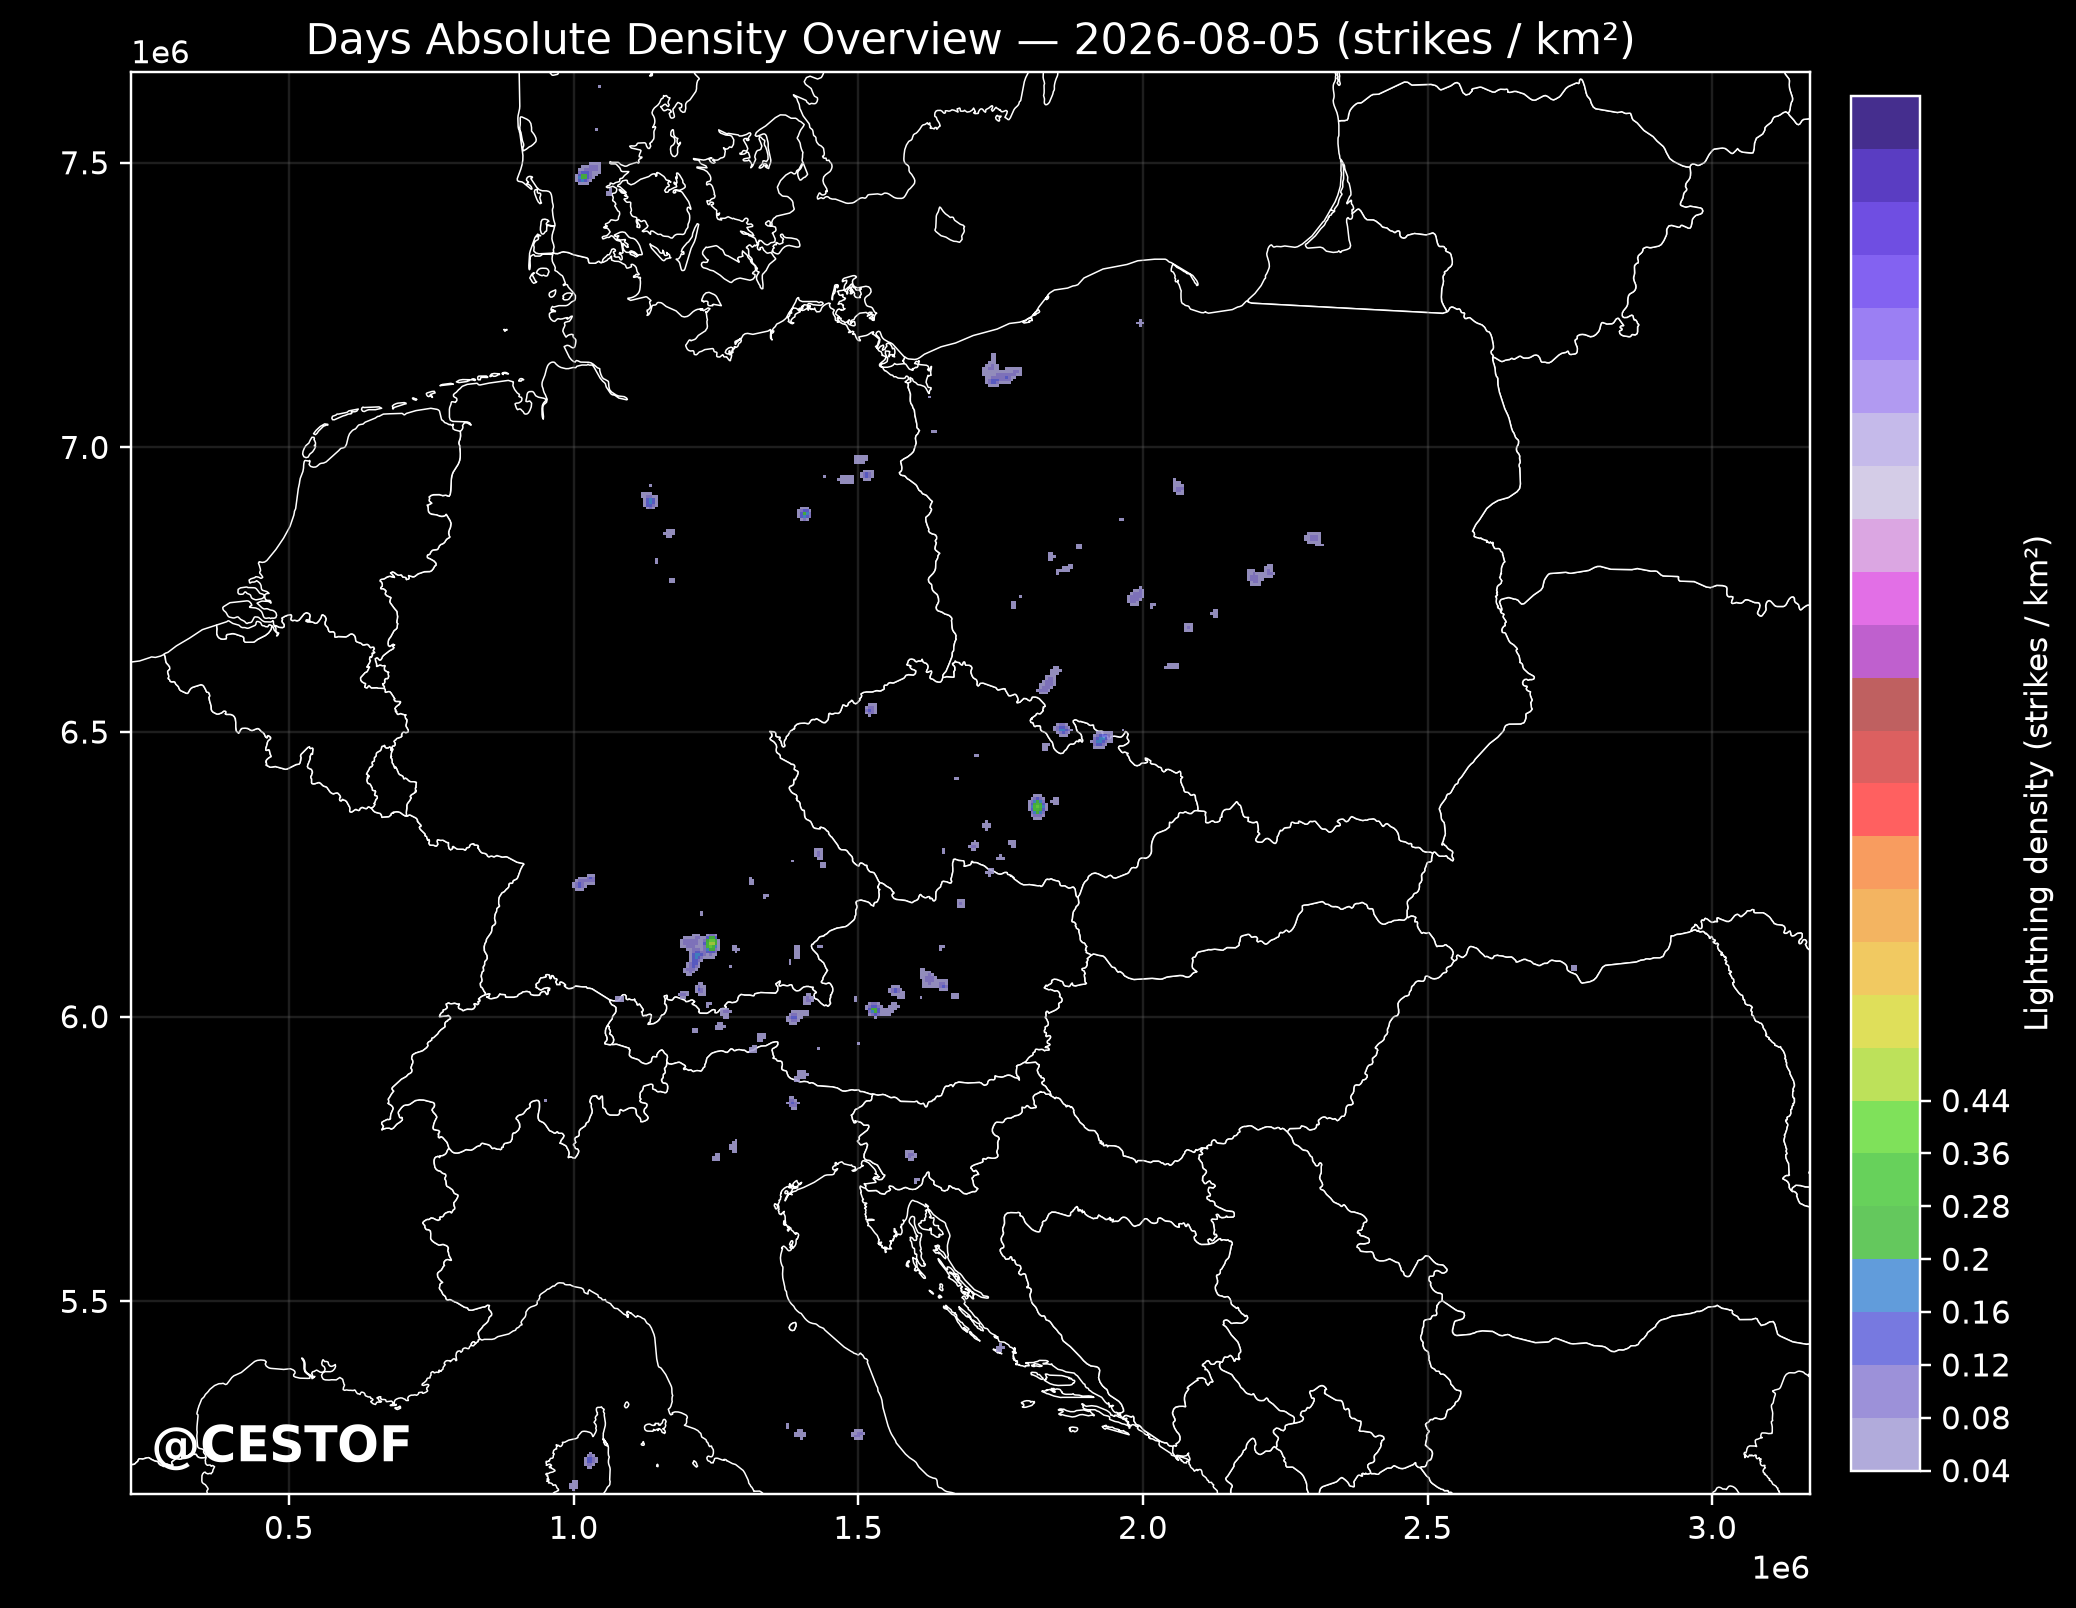 Days Absolute Density Overview — 2026-08-05 (strikes / km²)
1e6
7.5
7.0
6.5
6.0
5.5
0.5 1.0 1.5 2.0 2.5 3.0
1e6
@CESTOF
0.44
0.36
0.28
0.2
0.16
0.12
0.08
0.04
Lightning density (strikes / km²)